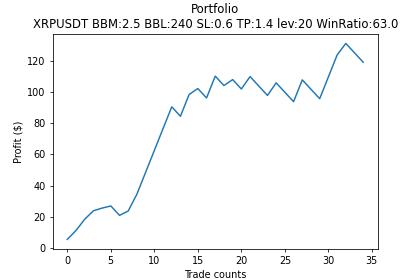 Portfolio
XRPUSDT BBM:2.5 BBL:240 SL:0.6 TP:1.4 lev:20 WinRatio:63.0
120
100
80
60
40
20
0
Profit ($)
0 5 10 15 20 25 30 35
Trade counts